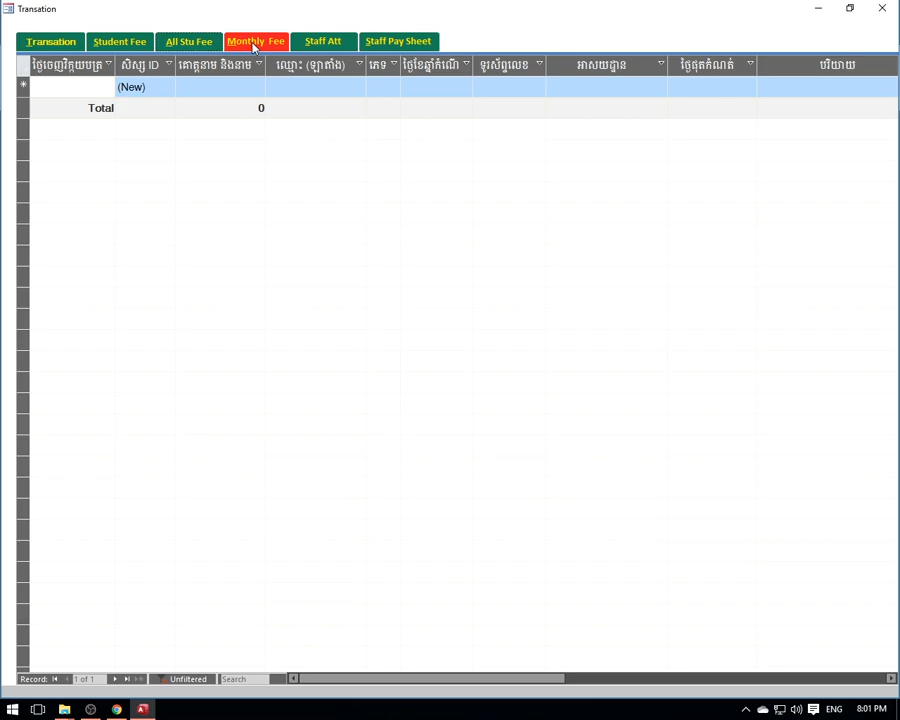 Transation
Transation Student Fee All Stu Fee Monthly Fee Staff Att Staff Pay Sheet
ថ្ងៃចេញវិក្កយបត្រ សិស្ស ID គោត្តនាម និងនាម ឈ្មោះ (ឡាតាំង) ភេទ ថ្ងៃខែឆ្នាំកំណើ ទូរស័ព្ទលេខ អាសយដ្ឋាន ថ្ងៃផុតកំណត់ បរិយាយ
(New)
Total 0
Record: 1 of 1 Unfiltered Search
ENG 8:01 PM